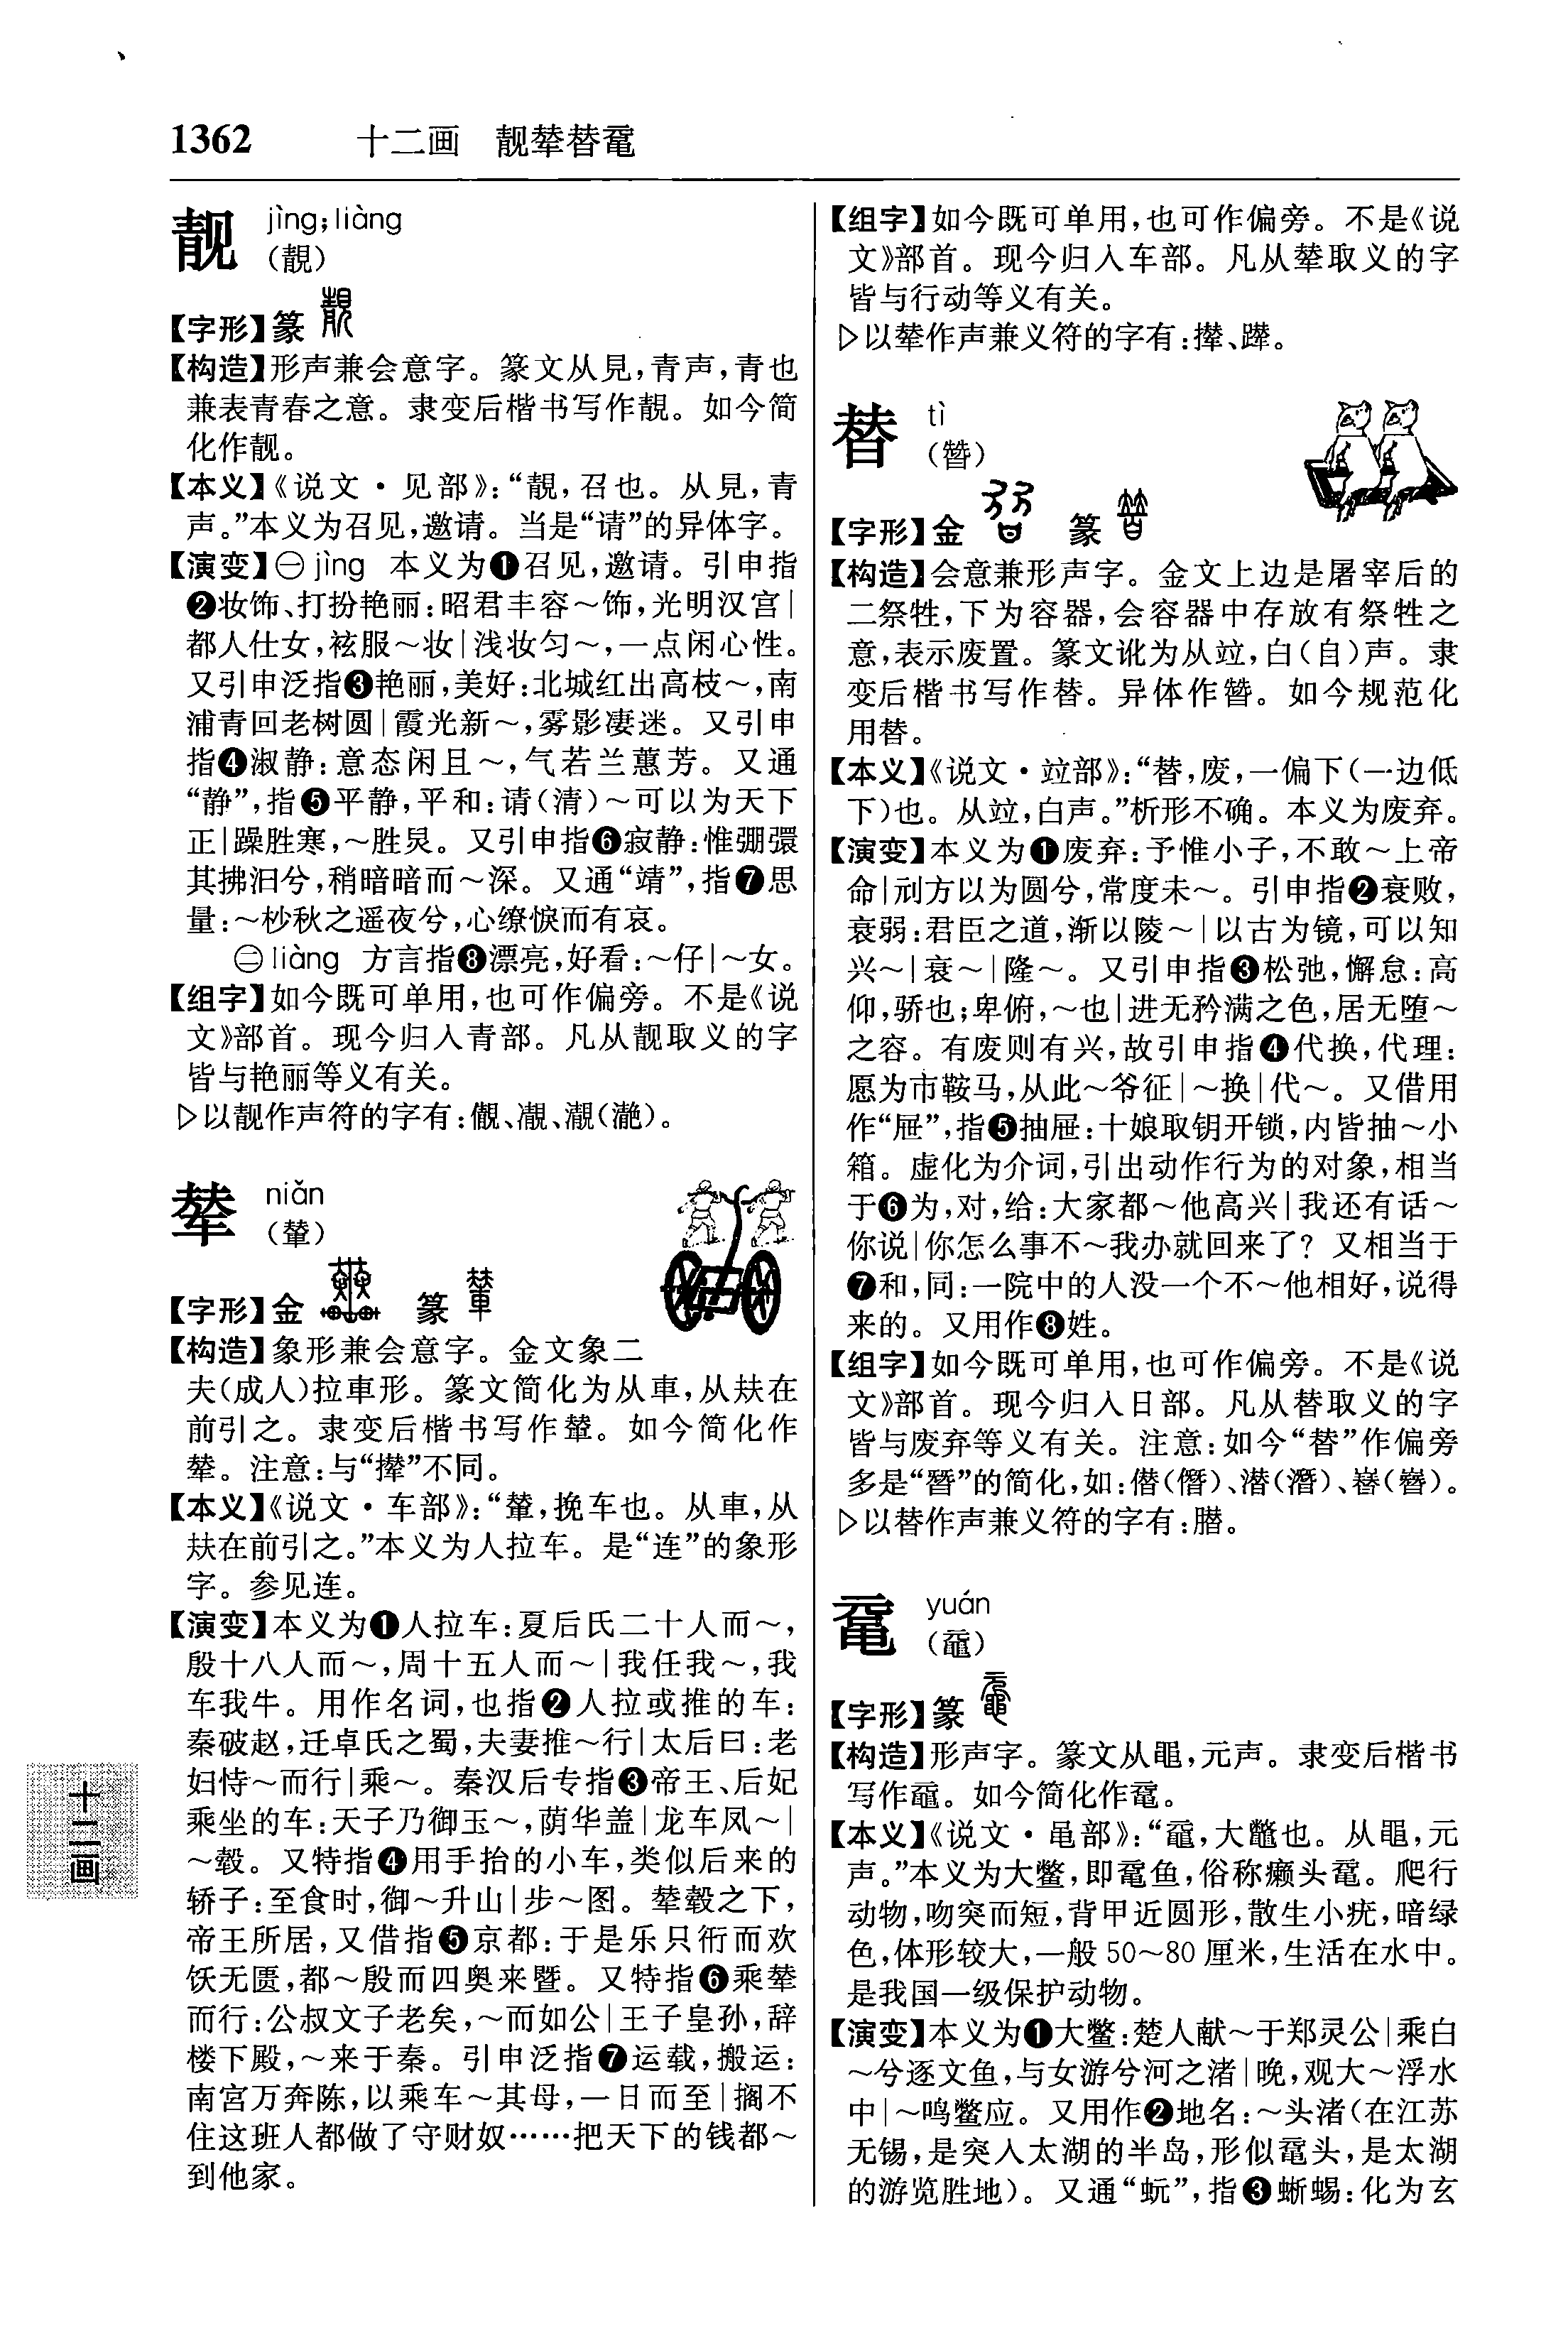 1362 十二画 靓辇替鼋
靓 jìng;liàng
（靚）
【字形】篆
【构造】形声兼会意字。篆文从見，青声，青也
兼表青春之意。隶变后楷书写作靚。如今简
化作靓。
【本义】《说文·见部》：“靚，召也。从見，青
声。”本义为召见，邀请。当是“请”的异体字。
【演变】㊀jìng 本义为❶召见，邀请。引申指
❷妆饰、打扮艳丽：昭君丰容～饰，光明汉宫|
都人仕女，袨服～妆|浅妆匀～，一点闲心性。
又引申泛指❸艳丽，美好：北城红出高枝～，南
浦青回老树圆|霞光新～，雾影凄迷。又引申
指❹淑静：意态闲且～，气若兰蕙芳。又通
“静”，指❺平静，平和：请（清）～可以为天下
正|躁胜寒，～胜炅。又引申指❻寂静：惟弸彋
其拂汩兮，稍暗暗而～深。又通“靖”，指❼思
量：～杪秋之遥夜兮，心缭悷而有哀。
㊁liàng 方言指❽漂亮，好看：～仔|～女。
【组字】如今既可单用，也可作偏旁。不是《说
文》部首。现今归入青部。凡从靓取义的字
皆与艳丽等义有关。
▷以靓作声符的字有：儭、瀙、瀙（滟）。
辇 niǎn
（輦）
【字形】金 篆
【构造】象形兼会意字。金文象二
夫（成人）拉車形。篆文简化为从車，从㚘在
前引之。隶变后楷书写作輦。如今简化作
辇。注意：与“撵”不同。
【本义】《说文·车部》：“輦，挽车也。从車，从
㚘在前引之。”本义为人拉车。是“连”的象形
字。参见连。
【演变】本义为❶人拉车：夏后氏二十人而～，
殷十八人而～，周十五人而～|我任我～，我
车我牛。用作名词，也指❷人拉或推的车：
秦破赵，迁卓氏之蜀，夫妻推～行|太后曰：老
妇恃～而行|乘～。秦汉后专指❸帝王、后妃
乘坐的车：天子乃御玉～，荫华盖|龙车凤～|
～毂。又特指❹用手抬的小车，类似后来的
轿子：至食时，御～升山|步～图。辇毂之下，
帝王所居，又借指❺京都：于是乐只衎而欢
饫无匮，都～殷而四奥来暨。又特指❻乘辇
而行：公叔文子老矣，～而如公|王子皇孙，辞
楼下殿，～来于秦。引申泛指❼运载，搬运：
南宫万奔陈，以乘车～其母，一日而至|搁不
住这班人都做了守财奴……把天下的钱都～
到他家。
【组字】如今既可单用，也可作偏旁。不是《说
文》部首。现今归入车部。凡从辇取义的字
皆与行动等义有关。
▷以辇作声兼义符的字有：撵、蹥。
替 tì
（暜）
【字形】金 篆
【构造】会意兼形声字。金文上边是屠宰后的
二祭牲，下为容器，会容器中存放有祭牲之
意，表示废置。篆文讹为从竝，白（自）声。隶
变后楷书写作替。异体作暜。如今规范化
用替。
【本义】《说文·竝部》：“替，废，一偏下（一边低
下）也。从竝，白声。”析形不确。本义为废弃。
【演变】本义为❶废弃：予惟小子，不敢～上帝
命|刓方以为圆兮，常度未～。引申指❷衰败，
衰弱：君臣之道，渐以陵～|以古为镜，可以知
兴～|衰～|隆～。又引申指❸松弛，懈怠：高
仰，骄也；卑俯，～也|进无矜满之色，居无堕～
之容。有废则有兴，故引申指❹代换，代理：
愿为市鞍马，从此～爷征|～换|代～。又借用
作“屉”，指❺抽屉：十娘取钥开锁，内皆抽～小
箱。虚化为介词，引出动作行为的对象，相当
于❻为，对，给：大家都～他高兴|我还有话～
你说|你怎么事不～我办就回来了？又相当于
❼和，同：一院中的人没一个不～他相好，说得
来的。又用作❽姓。
【组字】如今既可单用，也可作偏旁。不是《说
文》部首。现今归入日部。凡从替取义的字
皆与废弃等义有关。注意：如今“替”作偏旁
多是“朁”的简化，如：僣（僭）、潜（潛）、㬱（朁）。
▷以替作声兼义符的字有：䐶。
鼋 yuán
（黿）
【字形】篆
【构造】形声字。篆文从黽，元声。隶变后楷书
写作黿。如今简化作鼋。
【本义】《说文·黾部》：“黿，大鼈也。从黽，元
声。”本义为大鳖，即鼋鱼，俗称癞头鼋。爬行
动物，吻突而短，背甲近圆形，散生小疣，暗绿
色，体形较大，一般50～80厘米，生活在水中。
是我国一级保护动物。
【演变】本义为❶大鳖：楚人献～于郑灵公|乘白
～兮逐文鱼，与女游兮河之渚|晚，观大～浮水
中|～鸣鳖应。又用作❷地名：～头渚（在江苏
无锡，是突入太湖的半岛，形似鼋头，是太湖
的游览胜地）。又通“蚖”，指❸蜥蜴：化为玄
十二画